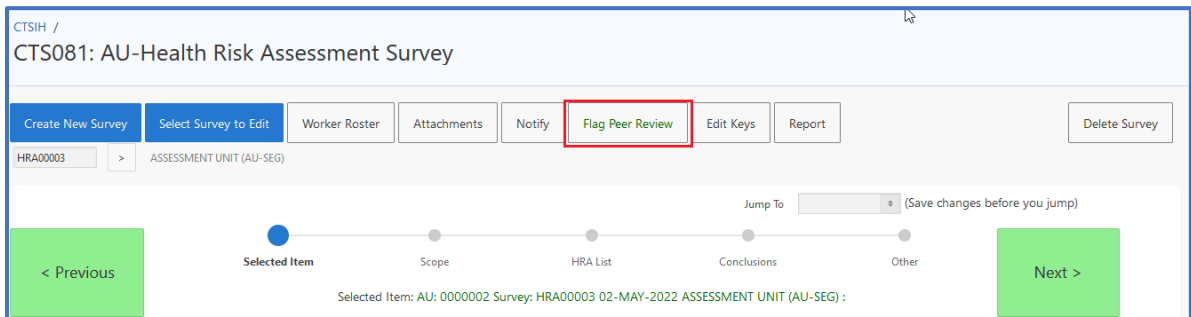 CTSIH /
CTS081: AU-Health Risk Assessment Survey
Create New Survey Select Survey to Edit Worker Roster Attachments Notify Flag Peer Review Edit Keys Report Delete Survey
HRA00003 > ASSESSMENT UNIT (AU-SEG)
Jump To (Save changes before you jump)
< Previous Selected Item Scope HRA List Conclusions Other Next >
Selected Item: AU: 0000002 Survey: HRA00003 02-MAY-2022 ASSESSMENT UNIT (AU-SEG) :